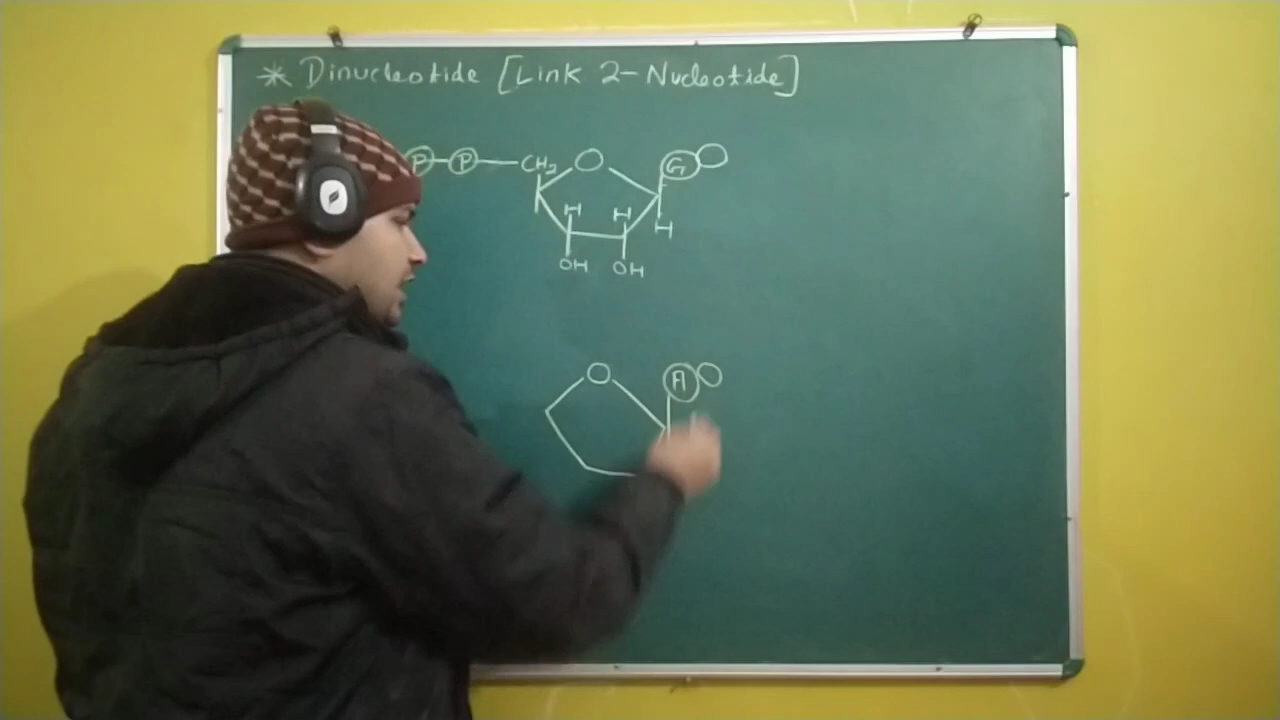 * Dinucleotide [Link 2-Nucleotide]
P-P-CH2 O G
H H H
OH OH
O A